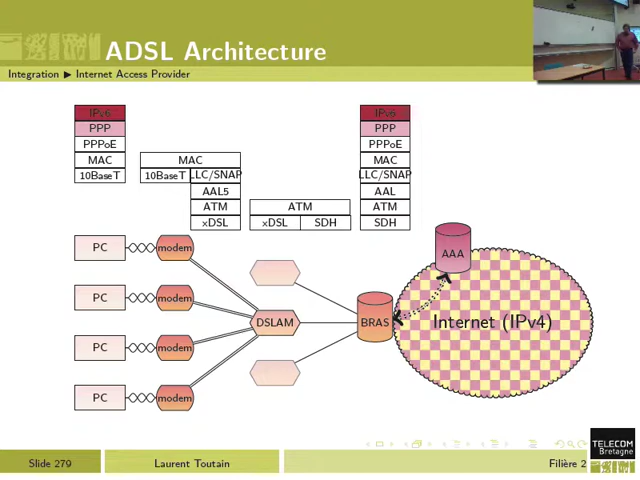 ADSL Architecture
Integration ▶ Internet Access Provider
IPv6
PPP
PPPoE
MAC
10BaseT
MAC
10BaseT
LLC/SNAP
AAL5
ATM
xDSL
ATM
xDSL
SDH
IPv6
PPP
PPPoE
MAC
LLC/SNAP
AAL
ATM
SDH
PC
modem
PC
modem
PC
modem
PC
modem
DSLAM
BRAS
AAA
Internet (IPv4)
TELECOM
Bretagne
Slide 279
Laurent Toutain
Filière 2